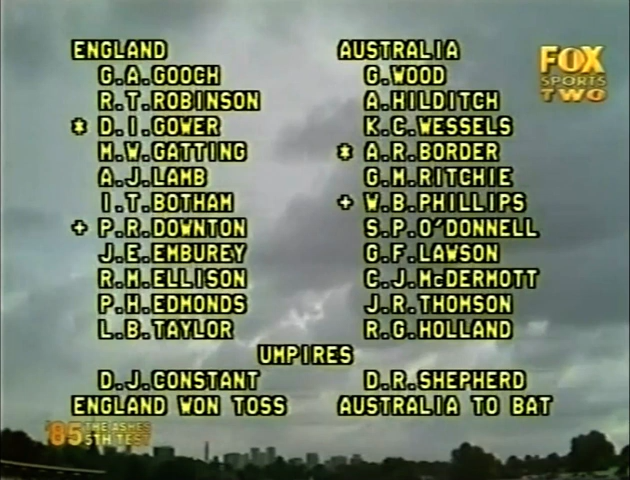 ENGLAND
G.A.GOOCH
R.T.ROBINSON
* D.I.GOWER
M.W.GATTING
A.J.LAMB
I.T.BOTHAM
+ P.R.DOWNTON
J.E.EMBUREY
R.M.ELLISON
P.H.EDMONDS
L.B.TAYLOR
AUSTRALIA
G.WOOD
A.HILDITCH
K.C.WESSELS
* A.R.BORDER
G.M.RITCHIE
+ W.B.PHILLIPS
S.P.O'DONNELL
G.F.LAWSON
C.J.McDERMOTT
J.R.THOMSON
R.G.HOLLAND
UMPIRES
D.J.CONSTANT
D.R.SHEPHERD
ENGLAND WON TOSS
AUSTRALIA TO BAT
FOX
SPORTS
TWO
'85 THE ASHES
5TH TEST